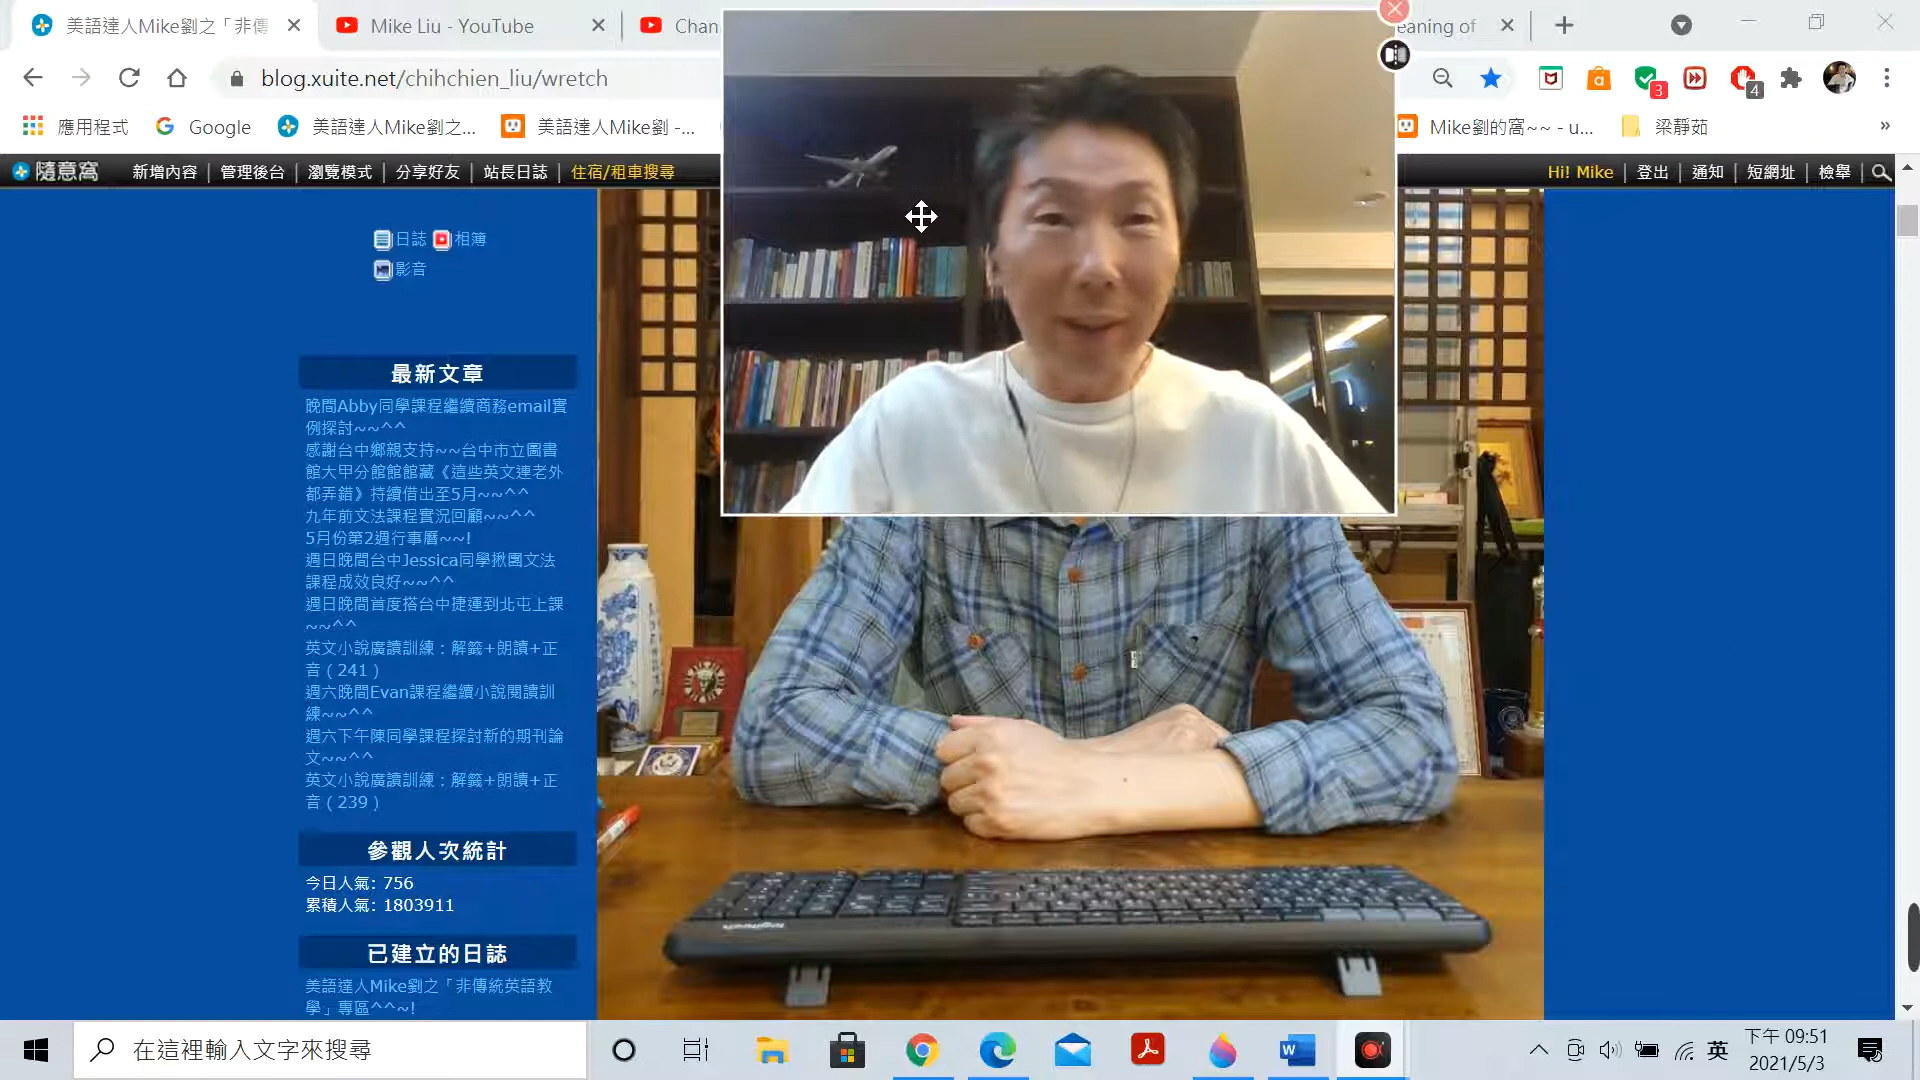 美語達人Mike劉之「非傳
Mike Liu - YouTube
Chan
eaning of
blog.xuite.net/chihchien_liu/wretch
3
4
應用程式
Google
美語達人Mike劉之...
美語達人Mike劉 -...
Mike劉的窩~~ - u...
梁靜茹
隨意窩
新增內容 | 管理後台 | 瀏覽模式 | 分享好友 | 站長日誌 | 住宿/租車搜尋
Hi! Mike | 登出 | 通知 | 短網址 | 檢舉
日誌 相簿
影音
最新文章
晚間Abby同學課程繼續商務email實
例探討~~^^
感謝台中鄉親支持~~台中市立圖書
館大甲分館館館藏《這些英文連老外
都弄錯》持續借出至5月~~^^
九年前文法課程實況回顧~~^^
5月份第2週行事曆~~!
週日晚間台中Jessica同學揪團文法
課程成效良好~~^^
週日晚間首度搭台中捷運到北屯上課
~~^^
英文小說廣讀訓練：解籤+朗讀+正
音（241）
週六晚間Evan課程繼續小說閱讀訓
練~~^^
週六下午陳同學課程探討新的期刊論
文~~^^
英文小說廣讀訓練：解籤+朗讀+正
音（239）
參觀人次統計
今日人氣: 756
累積人氣: 1803911
已建立的日誌
美語達人Mike劉之「非傳統英語教
學」專區^^~!
在這裡輸入文字來搜尋
英
下午 09:51
2021/5/3